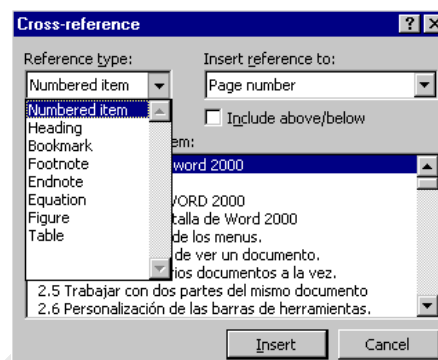 Cross-reference
Reference type: Insert reference to:
Numbered item Page number
Numbered item
Heading Include above/below
Bookmark em:
Footnote word 2000
Endnote
Equation /ORD 2000
Figure talla de Word 2000
Table de los menus.
de ver un documento.
rios documentos a la vez.
2.5 Trabajar con dos partes del mismo documento
2.6 Personalización de las barras de herramientas.
Insert Cancel